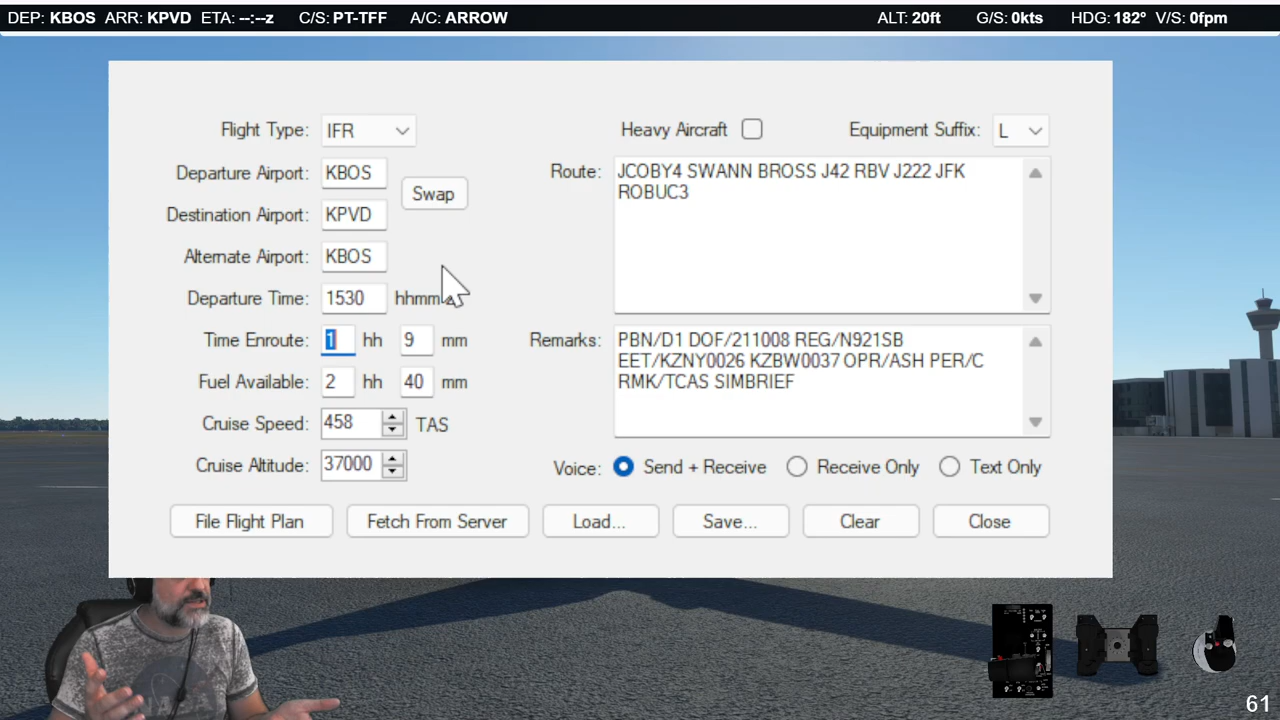 DEP: KBOS ARR: KPVD ETA: --:--z C/S: PT-TFF A/C: ARROW ALT: 20ft G/S: 0kts HDG: 182° V/S: 0fpm
Flight Type: IFR
Heavy Aircraft
Equipment Suffix: L
Departure Airport: KBOS
Swap
Destination Airport: KPVD
Alternate Airport: KBOS
Departure Time: 1530
Time Enroute: 1 hh 9 mm
Fuel Available: 2 hh 40 mm
Cruise Speed: 458 TAS
Cruise Altitude: 37000
Route: JCOBY4 SWANN BROSS J42 RBV J222 JFK
ROBUC3
Remarks: PBN/D1 DOF/211008 REG/N921SB
EET/KZNY0026 KZBW0037 OPR/ASH PER/C
RMK/TCAS SIMBRIEF
Voice: Send + Receive Receive Only Text Only
File Flight Plan Fetch From Server Load... Save... Clear Close
61